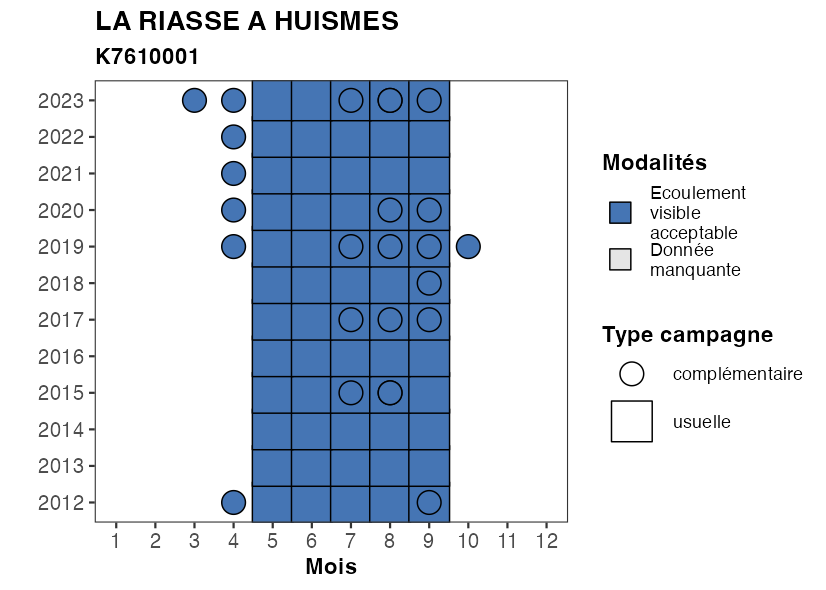 LA RIASSE A HUISMES
K7610001
2023
2022
2021
2020
2019
2018
2017
2016
2015
2014
2013
2012
1 2 3 4 5 6 7 8 9 10 11 12
Mois
Modalités
Ecoulement
visible
acceptable
Donnée
manquante
Type campagne
complémentaire
usuelle